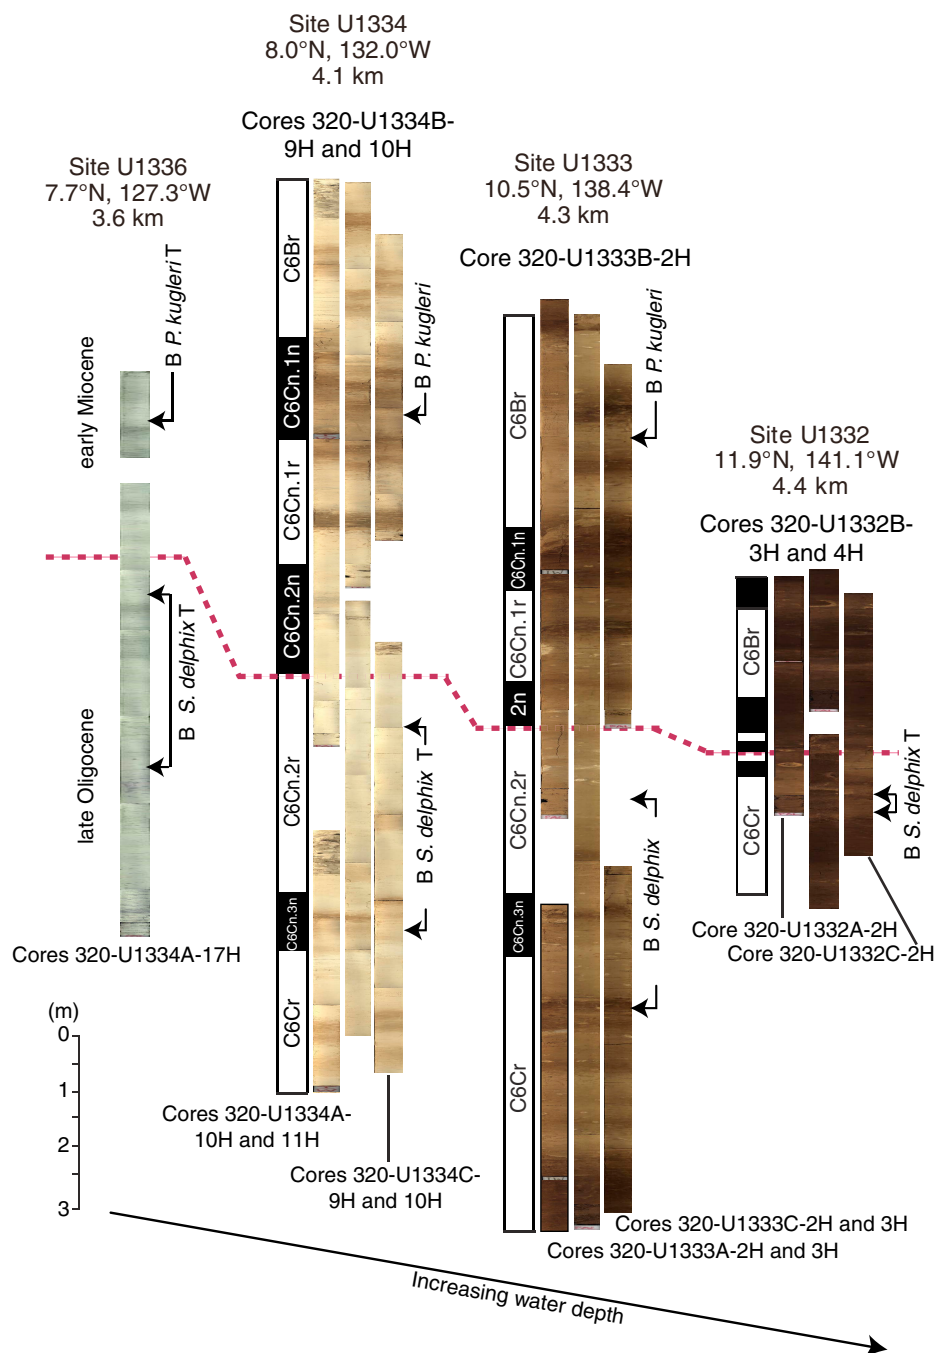 Site U1334
8.0°N, 132.0°W
4.1 km
Cores 320-U1334B-
9H and 10H
Site U1336
7.7°N, 127.3°W
3.6 km
Site U1333
10.5°N, 138.4°W
4.3 km
Core 320-U1333B-2H
Site U1332
11.9°N, 141.1°W
4.4 km
Cores 320-U1332B-
3H and 4H
early Miocene
late Oligocene
B P. kugleri T
B S. delphix T
Cores 320-U1334A-17H
C6Br
C6Cn.1n
C6Cn.1r
C6Cn.2n
C6Cn.2r
C6Cn.3n
C6Cr
B P. kugleri
B S. delphix T
Cores 320-U1334A-
10H and 11H
Cores 320-U1334C-
9H and 10H
C6Br
C6Cn.1n
C6Cn.1r
2n
C6Cn.2r
C6Cn.3n
C6Cr
B P. kugleri
B S. delphix
Cores 320-U1333C-2H and 3H
Cores 320-U1333A-2H and 3H
C6Br
C6Cr
B S. delphix T
Core 320-U1332A-2H
Core 320-U1332C-2H
(m)
0
1
2
3
Increasing water depth